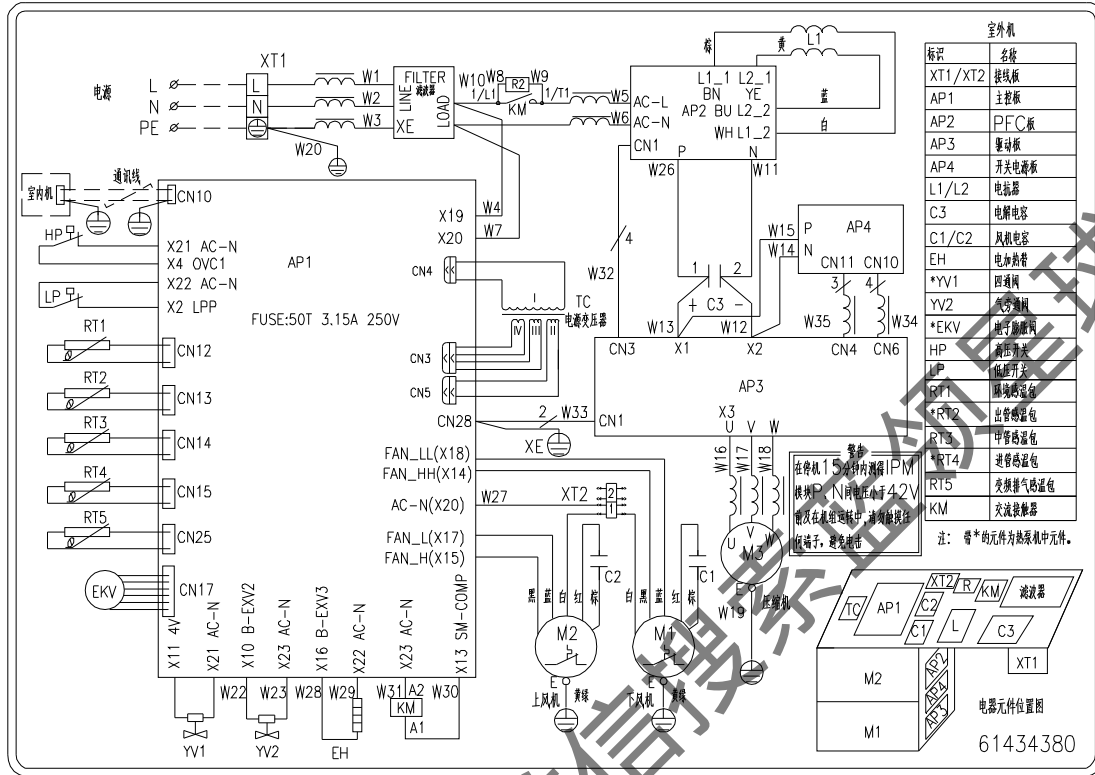 电源
L
N
PE
XT1
L
N
W1
W2
W3
W20
FILTER
滤波器
LINE
LOAD
XE
W10
W8
R2
W9
1/L1
1/T1
KM
W5
W6
棕
黄
L1
蓝
白
L1_1
L2_1
BN
YE
AC-L
AP2
BU
L2_2
AC-N
WH
L1_2
CN1
P
N
W26
W11
室内机
通讯线
CN10
HP
X21 AC-N
X4 OVC1
X22 AC-N
LP
X2 LPP
RT1
CN12
RT2
CN13
RT3
CN14
RT4
CN15
RT5
CN25
EKV
CN17
AP1
FUSE:50T 3.15A 250V
X19
W4
X20
W7
CN4
I
TC
电源变压器
IV
III
II
CN3
CN5
CN28
2
W33
XE
FAN_LL(X18)
FAN_HH(X14)
AC-N(X20)
W27
XT2
2
1
FAN_L(X17)
FAN_H(X15)
4
W32
1
2
+ C3 -
W13
W12
W15
W14
P
N
AP4
CN11
CN10
3
4
W35
W34
CN3
X1
X2
CN4
CN6
AP3
CN1
X3
U
V
W
W16
W17
W18
U
V
W
M3
E
压缩机
W19
警告
在停机15分钟内测得IPM
模块P、N间电压小于42V
前及在机组运转中,请勿触摸任
何端子,避免电击
黑
蓝
白
红
棕
C2
M2
E
上风机
黄绿
白
黑
蓝
红
棕
C1
M1
E
下风机
黄绿
X11 4V
X21 AC-N
X10 B-EXV2
X23 AC-N
X16 B-EXV3
X22 AC-N
X23 AC-N
X13 SM-COMP
W22
W23
W28
W29
W31
A2
W30
KM
A1
YV1
YV2
EH
室外机
标识 名称
XT1/XT2 接线板
AP1 主控板
AP2 PFC板
AP3 驱动板
AP4 开关电源板
L1/L2 电抗器
C3 电解电容
C1/C2 风机电容
EH 电加热带
*YV1 四通阀
YV2 气旁通阀
*EKV 电子膨胀阀
HP 高压开关
LP 低压开关
RT1 环境感温包
*RT2 出管感温包
RT3 中管感温包
*RT4 进管感温包
RT5 变频排气感温包
KM 交流接触器
注: 带*的元件为热泵机中元件。
TC
AP1
XT2
R
KM
滤波器
C2
C1
L
C3
XT1
M2
M1
AP2
AP4
AP3
电器元件位置图
61434380